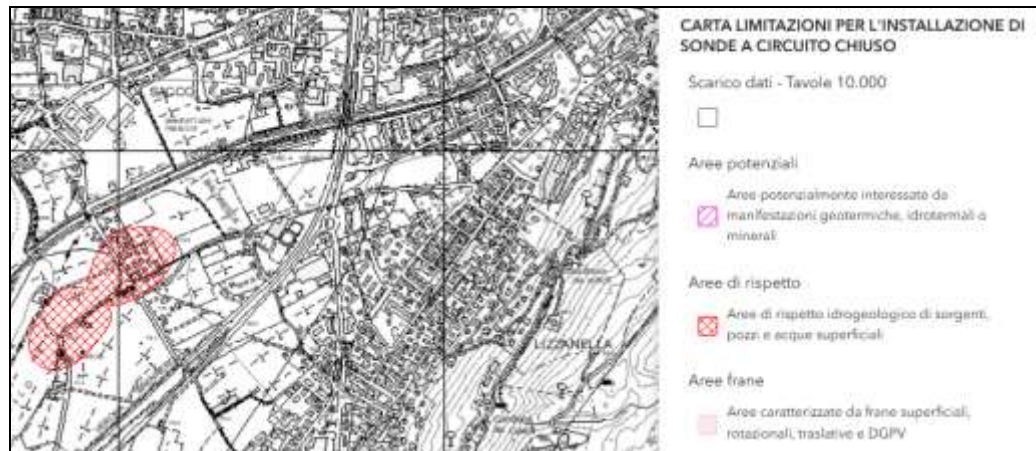 SACCO
LIZZANELLA
CARTA LIMITAZIONI PER L'INSTALLAZIONE DI
SONDE A CIRCUITO CHIUSO
Scarico dati - Tavole 10.000
Aree potenziali
Aree potenzialmente interessate da
manifestazioni geotermiche, idrotermali o
minerali
Aree di rispetto
Aree di rispetto idrogeologico di sorgenti,
pozzi e acque superficiali
Aree frane
Aree caratterizzate da frane superficiali,
rotazionali, traslative e DGPV